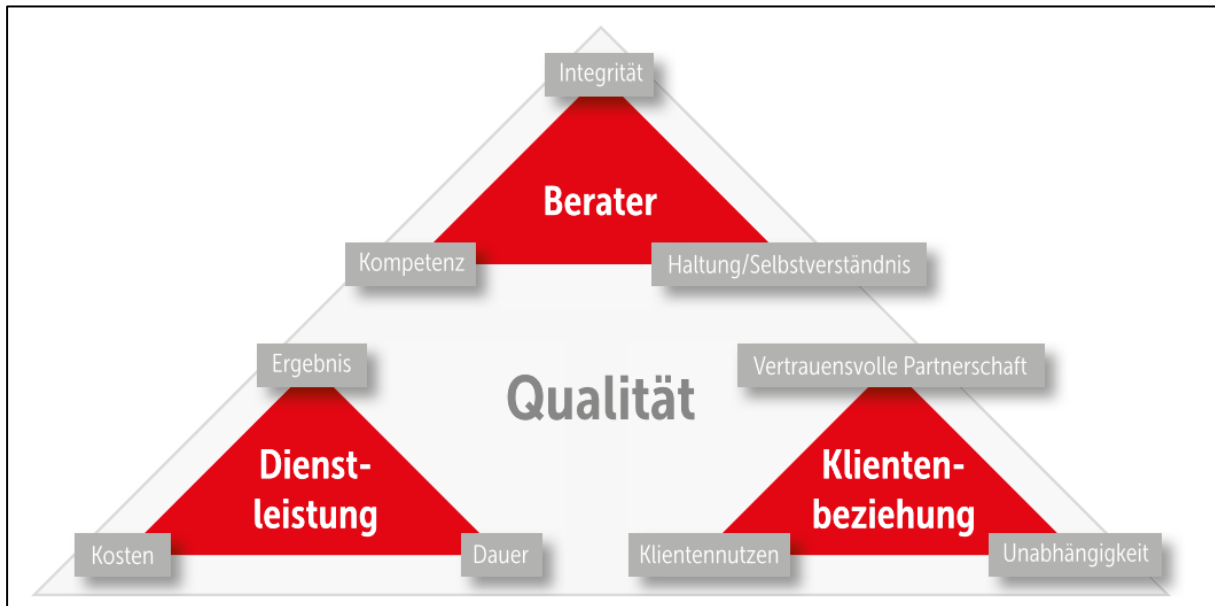 Integrität
Berater
Kompetenz
Haltung/Selbstverständnis
Ergebnis
Vertrauensvolle Partnerschaft
Qualität
Dienst-
leistung
Klienten-
beziehung
Kosten
Dauer
Klientennutzen
Unabhängigkeit